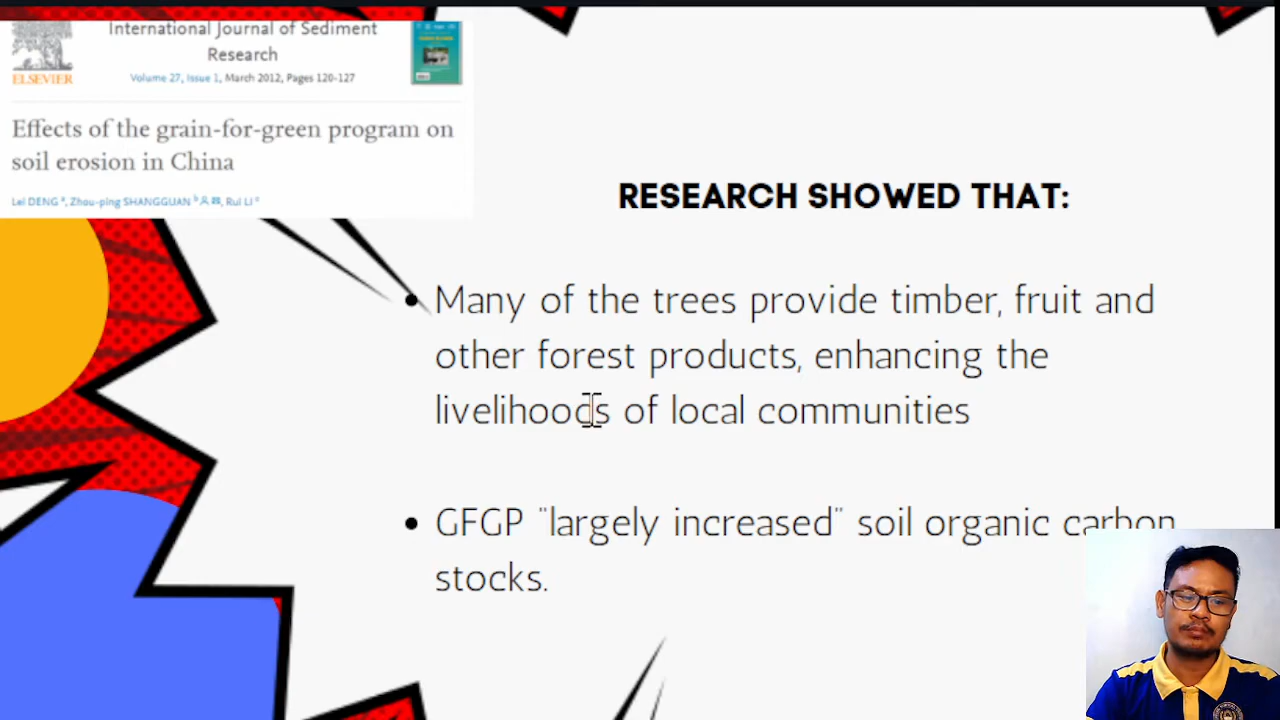 International Journal of Sediment
Research
Volume 27, Issue 1, March 2012, Pages 120-127
ELSEVIER
Effects of the grain-for-green program on
soil erosion in China
Lei DENG a, Zhou-ping SHANGGUAN b, Rui LI c
RESEARCH SHOWED THAT:
• Many of the trees provide timber, fruit and
other forest products, enhancing the
livelihoods of local communities
• GFGP "largely increased" soil organic carbon
stocks.